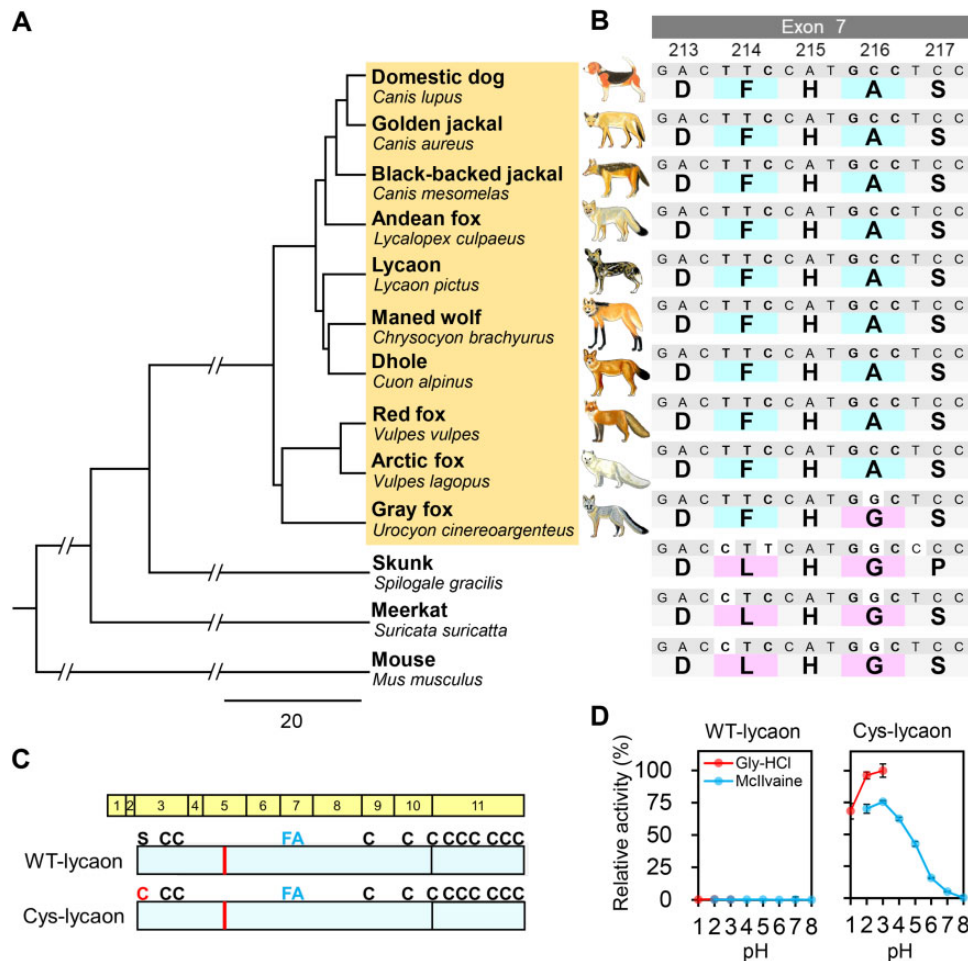 A
Domestic dog
Canis lupus
Golden jackal
Canis aureus
Black-backed jackal
Canis mesomelas
Andean fox
Lycalopex culpaeus
Lycaon
Lycaon pictus
Maned wolf
Chrysocyon brachyurus
Dhole
Cuon alpinus
Red fox
Vulpes vulpes
Arctic fox
Vulpes lagopus
Gray fox
Urocyon cinereoargenteus
Skunk
Spilogale gracilis
Meerkat
Suricata suricatta
Mouse
Mus musculus
20
B
Exon 7
213 214 215 216 217
G A C T T C C A T G C C T C C
D F H A S
G A C T T C C A T G C C T C C
D F H A S
G A C T T C C A T G C C T C C
D F H A S
G A C T T C C A T G C C T C C
D F H A S
G A C T T C C A T G C C T C C
D F H A S
G A C T T C C A T G C C T C C
D F H A S
G A C T T C C A T G C C T C C
D F H A S
G A C T T C C A T G C C T C C
D F H A S
G A C T T C C A T G C C T C C
D F H A S
G A C T T C C A T G G C T C C
D F H G S
G A C C T T C A T G G C C C C
D L H G P
G A C C T C C A T G G C T C C
D L H G S
G A C C T C C A T G G C T C C
D L H G S
C
1 2 3 4 5 6 7 8 9 10 11
S CC FA C C C CCCC CCC
WT-lycaon
C CC FA C C C CCCC CCC
Cys-lycaon
D
WT-lycaon Cys-lycaon
Relative activity (%)
100
75
50
25
0
Gly-HCl
McIlvaine
1 2 3 4 5 6 7 8 1 2 3 4 5 6 7 8
pH pH